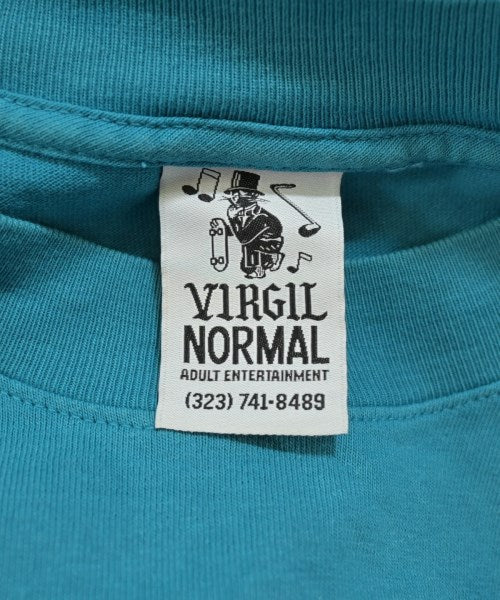 VIRGIL
NORMAL
ADULT ENTERTAINMENT
(323) 741-8489